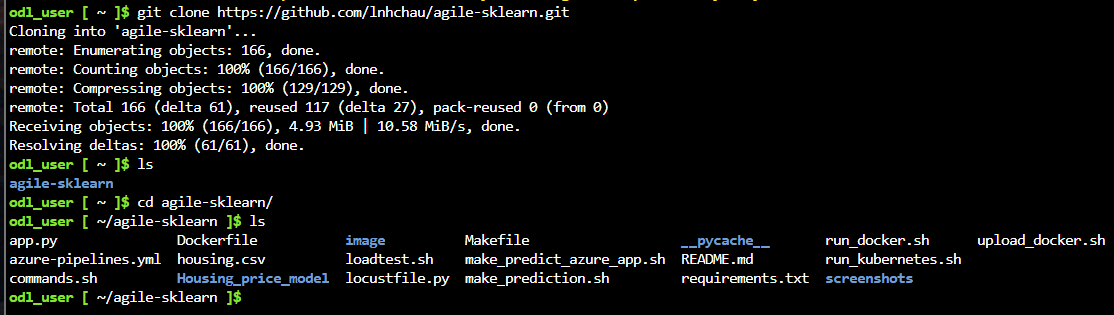 odl_user [ ~ ]$ git clone https://github.com/lnhchau/agile-sklearn.git
Cloning into 'agile-sklearn'...
remote: Enumerating objects: 166, done.
remote: Counting objects: 100% (166/166), done.
remote: Compressing objects: 100% (129/129), done.
remote: Total 166 (delta 61), reused 117 (delta 27), pack-reused 0 (from 0)
Receiving objects: 100% (166/166), 4.93 MiB | 10.58 MiB/s, done.
Resolving deltas: 100% (61/61), done.
odl_user [ ~ ]$ ls
agile-sklearn
odl_user [ ~ ]$ cd agile-sklearn/
odl_user [ ~/agile-sklearn ]$ ls
app.py Dockerfile image Makefile __pycache__ run_docker.sh upload_docker.sh
azure-pipelines.yml housing.csv loadtest.sh make_predict_azure_app.sh README.md run_kubernetes.sh
commands.sh Housing_price_model locustfile.py make_prediction.sh requirements.txt screenshots
odl_user [ ~/agile-sklearn ]$